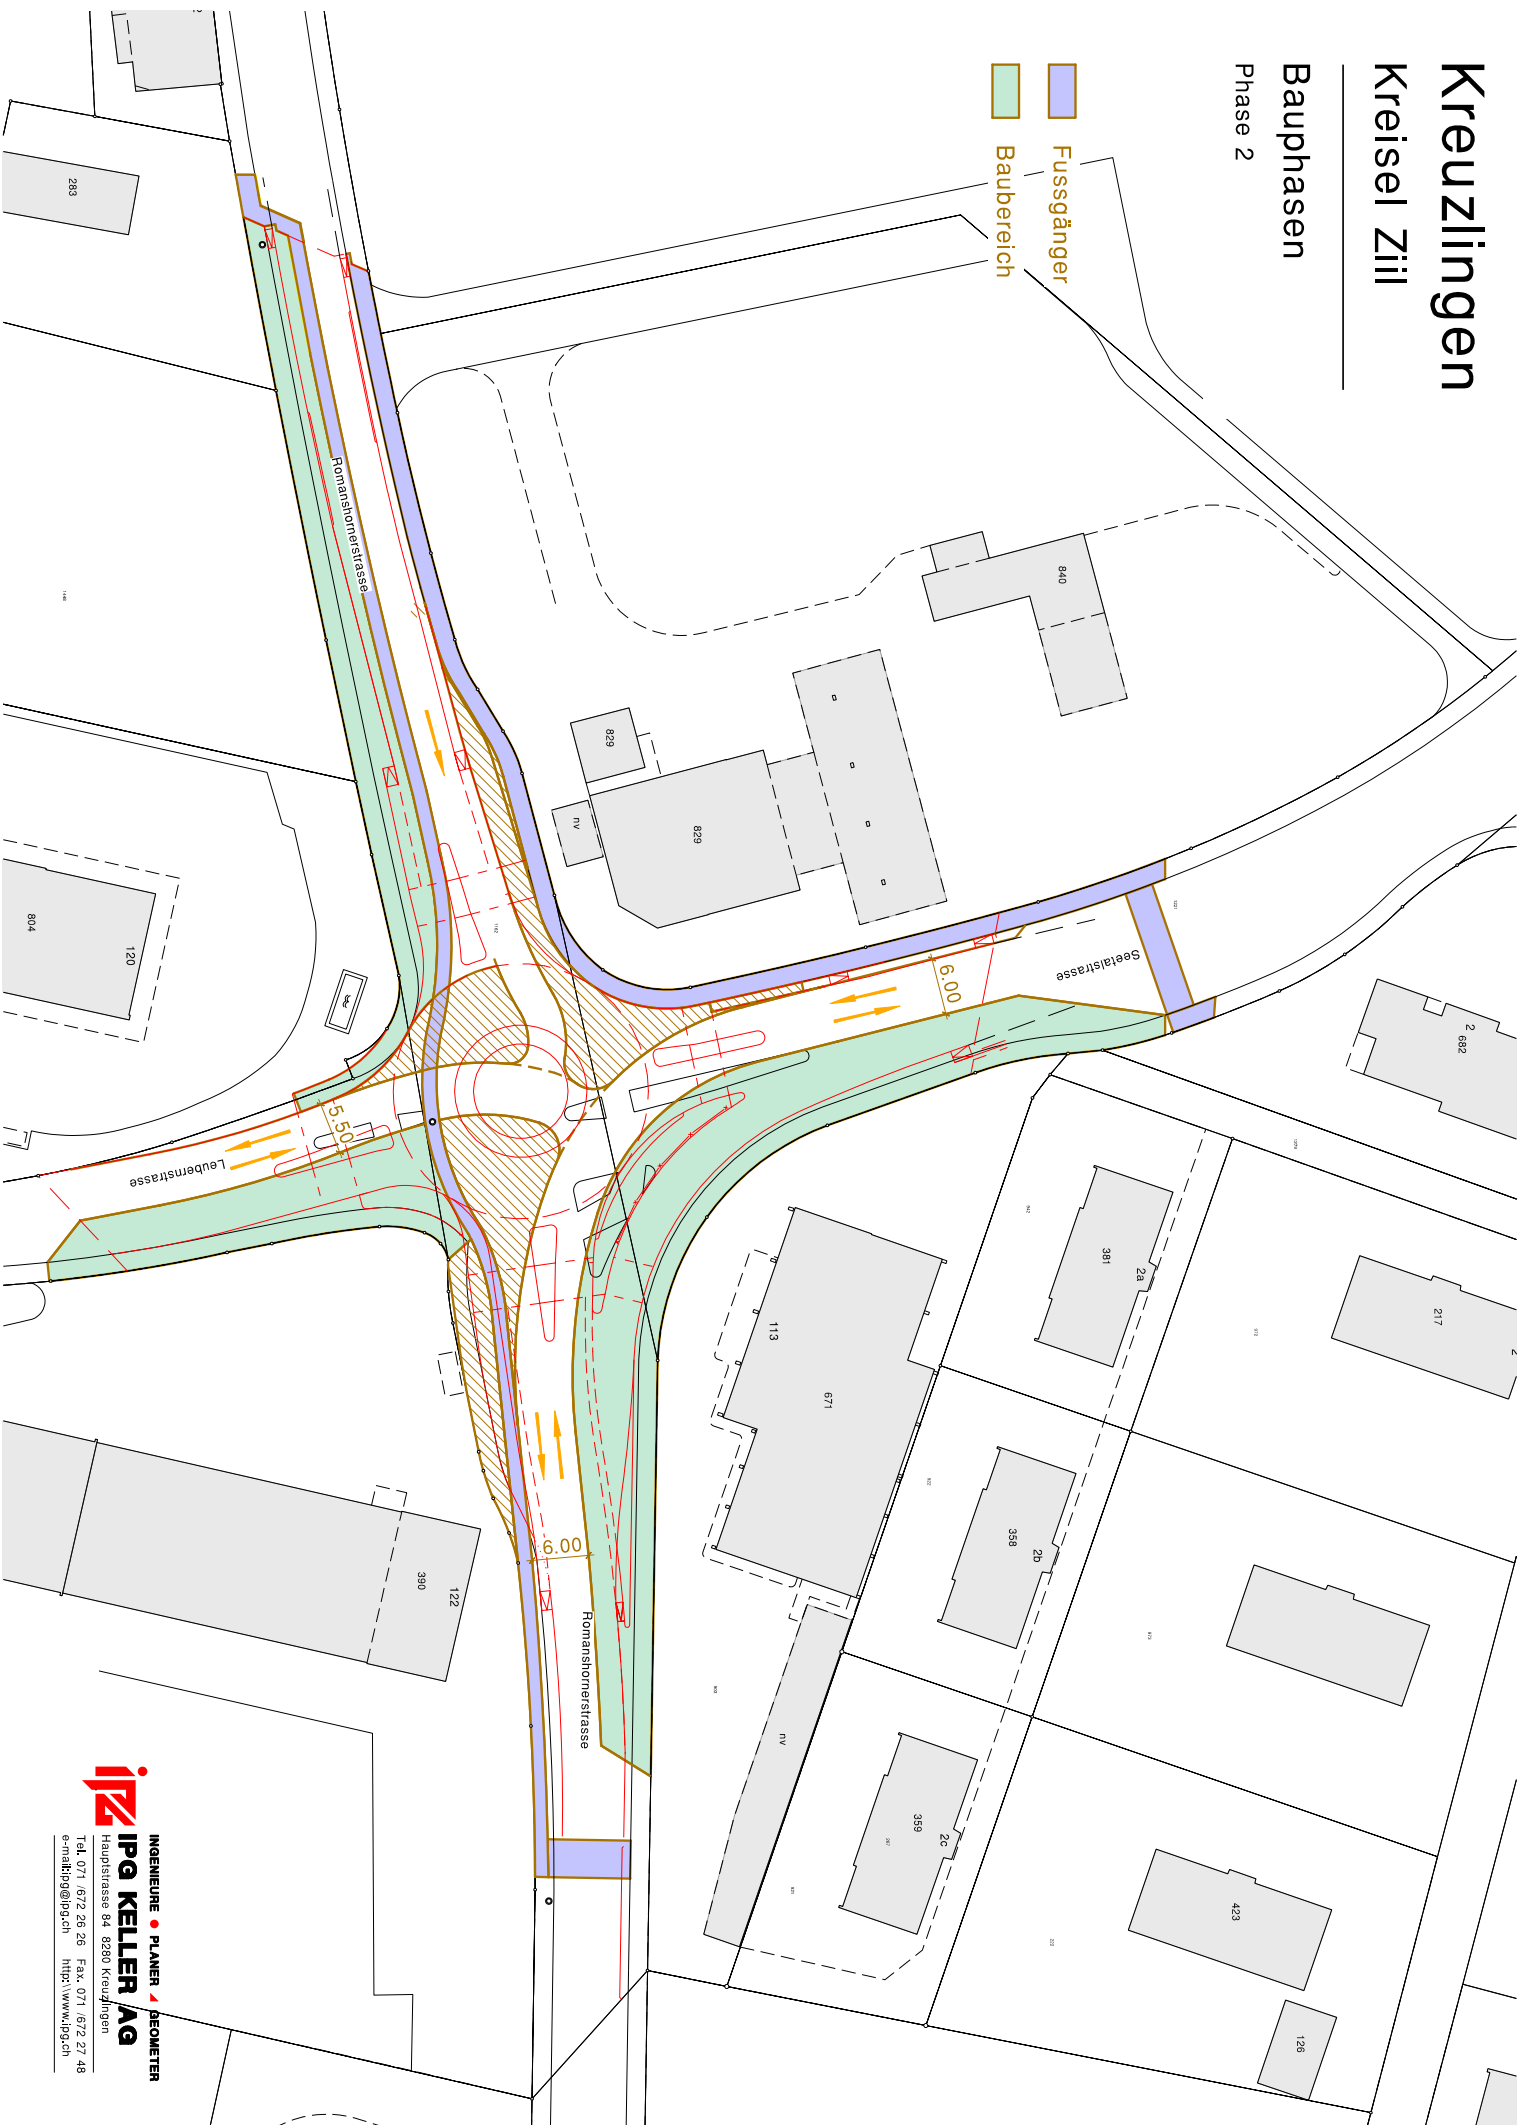 Kreuzlingen
Kreisel Ziil
Bauphasen
Phase 2
Fussgänger
Baubereich
283
840
829
829
nv
Romanshornerstrasse
1162
804
120
Seetalstrasse
6.00
5.50
Leubernstrasse
2
682
381
2a
217
113
671
358
2b
6.00
Romanshornerstrasse
390
122
nv
359
2c
423
126
INGENIEURE PLANER GEOMETER
IPG KELLER AG
Hauptstrasse 84 8280 Kreuzlingen
Tel. 071 /672 26 26 Fax. 071 /672 27 48
e-mail:ipg@ipg.ch http:\\www.ipg.ch